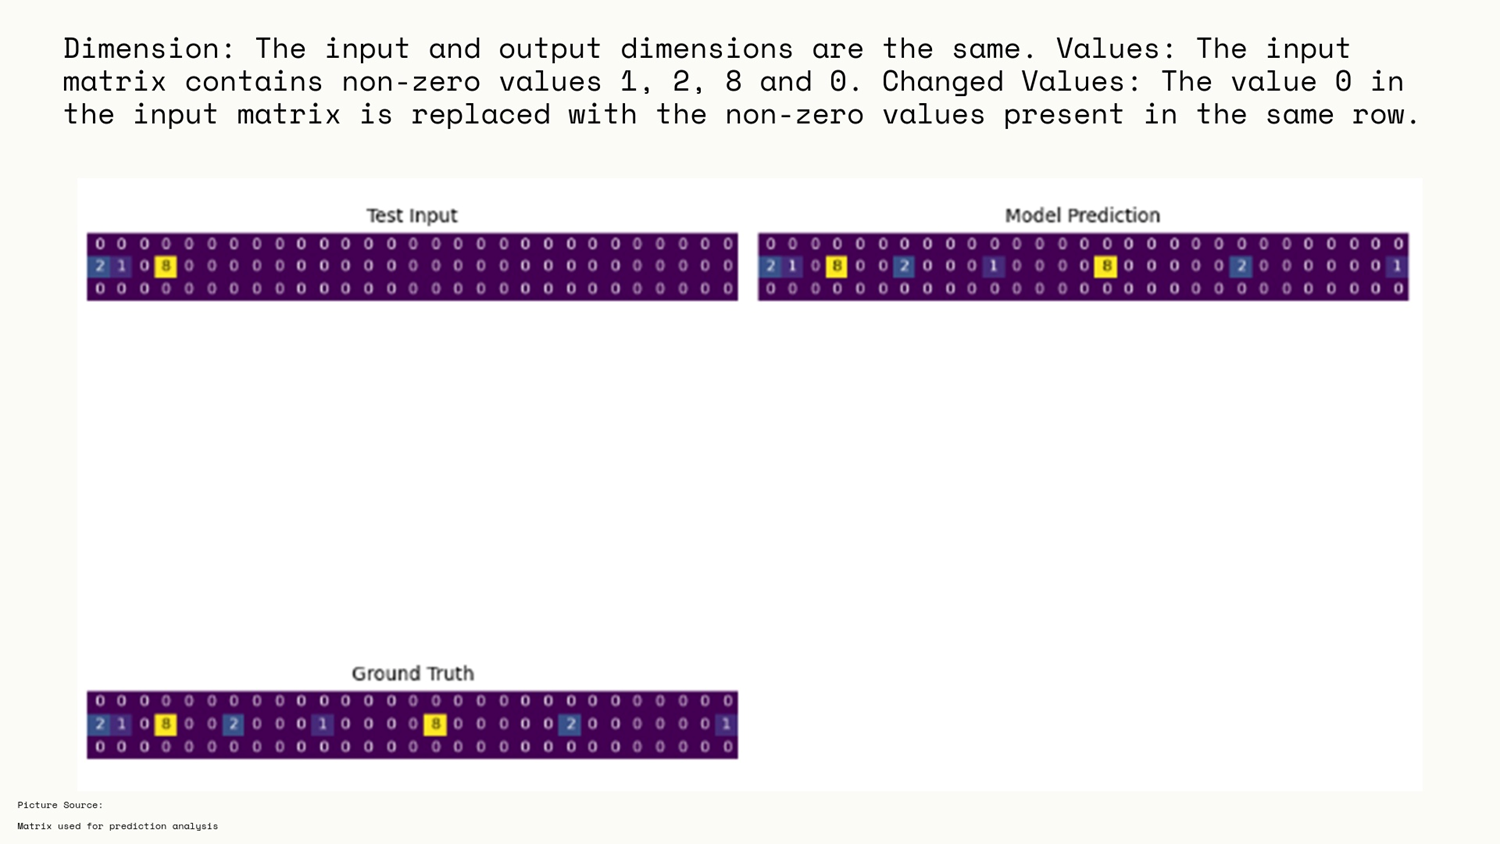 Dimension: The input and output dimensions are the same. Values: The input
matrix contains non-zero values 1, 2, 8 and 0. Changed Values: The value 0 in
the input matrix is replaced with the non-zero values present in the same row.
Test Input
0 0 0 0 0 0 0 0 0 0 0 0 0 0 0 0 0 0 0 0 0 0 0 0 0 0 0 0 0
2 1 0 8 0 0 0 0 0 0 0 0 0 0 0 0 0 0 0 0 0 0 0 0 0 0 0 0 0
0 0 0 0 0 0 0 0 0 0 0 0 0 0 0 0 0 0 0 0 0 0 0 0 0 0 0 0 0
Model Prediction
0 0 0 0 0 0 0 0 0 0 0 0 0 0 0 0 0 0 0 0 0 0 0 0 0 0 0 0 0
2 1 0 8 0 0 2 0 0 0 1 0 0 0 0 8 0 0 0 0 0 2 0 0 0 0 0 0 1
0 0 0 0 0 0 0 0 0 0 0 0 0 0 0 0 0 0 0 0 0 0 0 0 0 0 0 0 0
Ground Truth
0 0 0 0 0 0 0 0 0 0 0 0 0 0 0 0 0 0 0 0 0 0 0 0 0 0 0 0 0
2 1 0 8 0 0 2 0 0 0 1 0 0 0 0 8 0 0 0 0 0 2 0 0 0 0 0 0 1
0 0 0 0 0 0 0 0 0 0 0 0 0 0 0 0 0 0 0 0 0 0 0 0 0 0 0 0 0
Picture Source:
Matrix used for prediction analysis